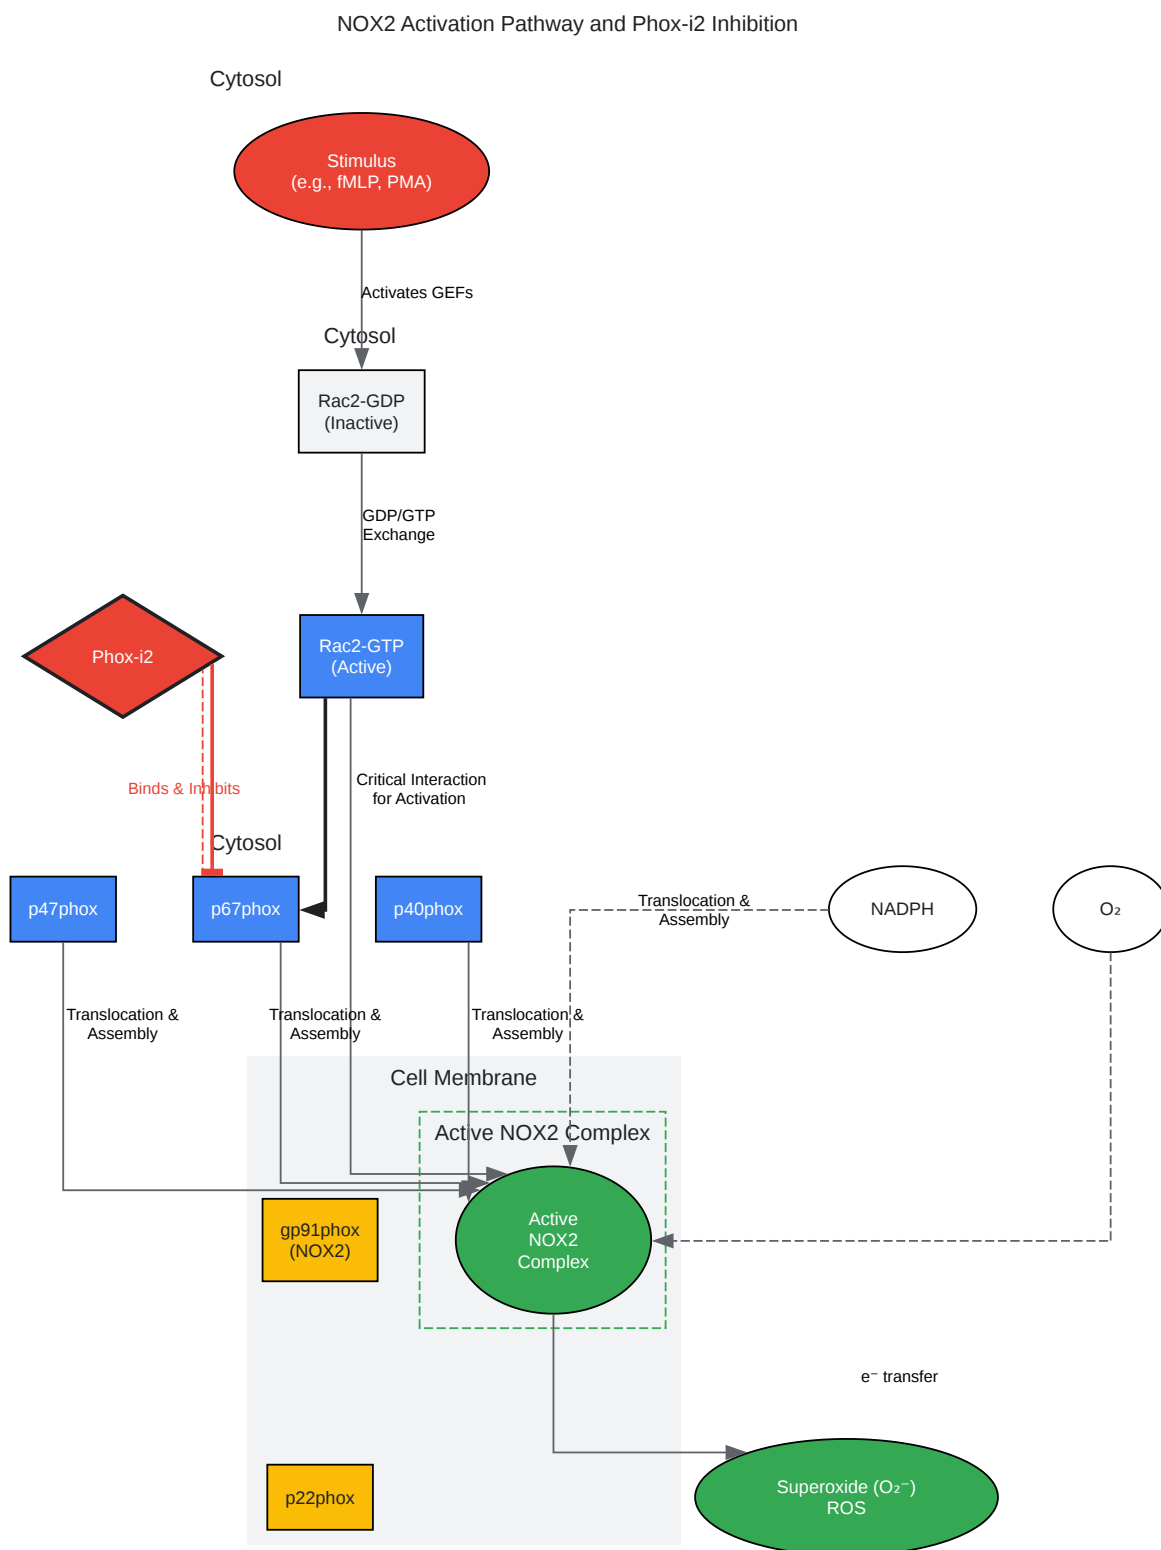 NOX2 Activation Pathway and Phox-i2 Inhibition
Cytosol
Stimulus
(e.g., fMLP, PMA)
Activates GEFs
Cytosol
Rac2-GDP
(Inactive)
GDP/GTP
Exchange
Phox-i2
Rac2-GTP
(Active)
Binds & Inhibits
Critical Interaction
for Activation
Cytosol
p47phox
p67phox
p40phox
Translocation &
Assembly
NADPH
O₂
Translocation &
Assembly
Translocation &
Assembly
Translocation &
Assembly
Cell Membrane
Active NOX2 Complex
gp91phox
(NOX2)
Active
NOX2
Complex
e⁻ transfer
p22phox
Superoxide (O₂⁻)
ROS